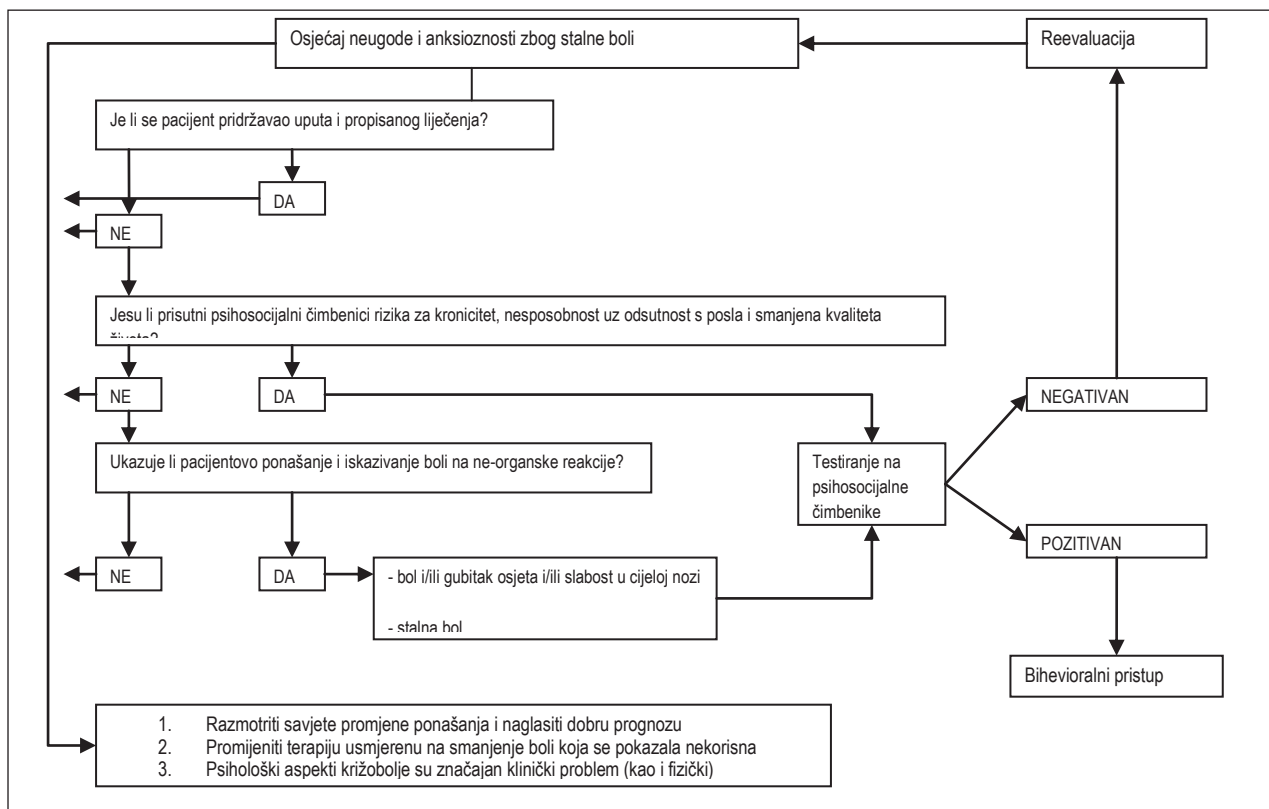 Osjećaj neugode i anksioznosti zbog stalne boli
Reevaluacija
Je li se pacijent pridržavao uputa i propisanog liječenja?
DA
NE
Jesu li prisutni psihosocijalni čimbenici rizika za kronicitet, nesposobnost uz odsutnost s posla i smanjena kvaliteta
života?
NE
DA
NEGATIVAN
Ukazuje li pacijentovo ponašanje i iskazivanje boli na ne-organske reakcije?
Testiranje na
psihosocijalne
čimbenike
POZITIVAN
NE
DA
- bol i/ili gubitak osjeta i/ili slabost u cijeloj nozi
- stalna bol
Bihevioralni pristup
1. Razmotriti savjete promjene ponašanja i naglasiti dobru prognozu
2. Promijeniti terapiju usmjerenu na smanjenje boli koja se pokazala nekorisna
3. Psihološki aspekti križobolje su značajan klinički problem (kao i fizički)